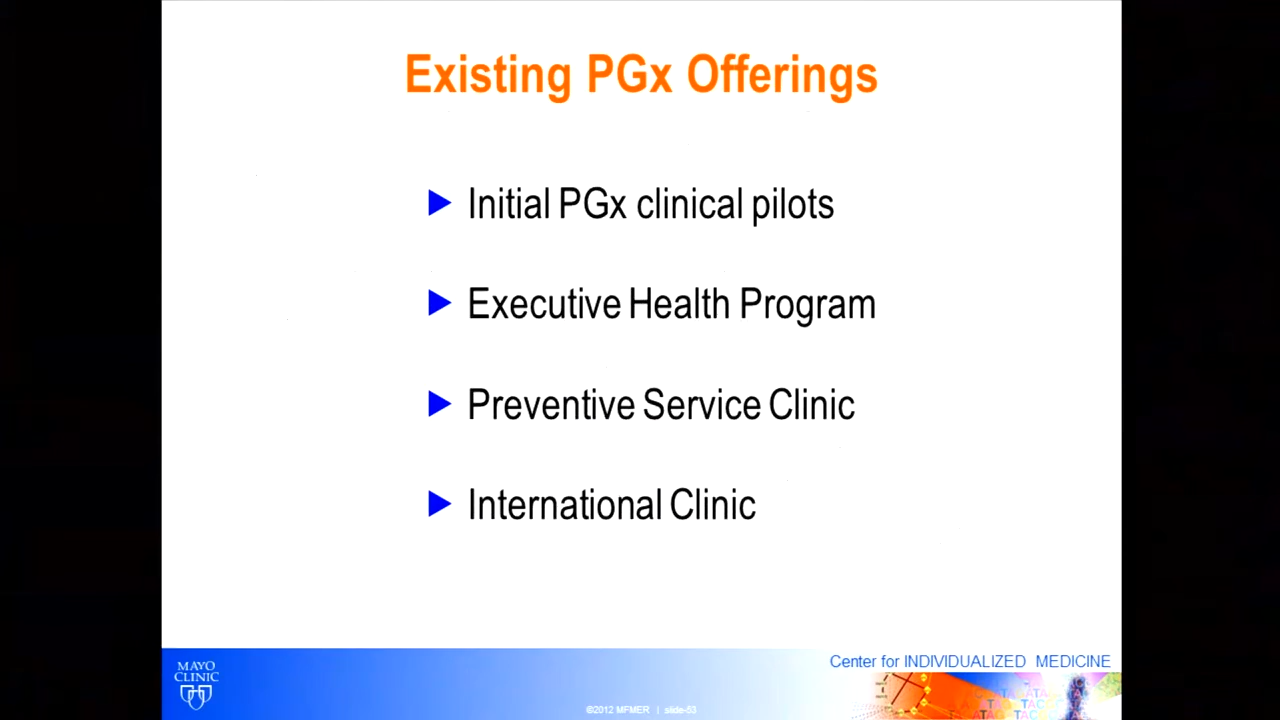 Existing PGx Offerings
Initial PGx clinical pilots
Executive Health Program
Preventive Service Clinic
International Clinic
Center for INDIVIDUALIZED MEDICINE
MAYO
CLINIC
©2012 MFMER | slide-53